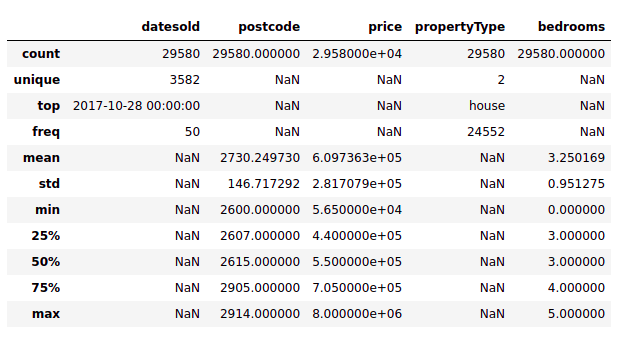 datesold postcode price propertyType bedrooms
count 29580 29580.000000 2.958000e+04 29580 29580.000000
unique 3582 NaN NaN 2 NaN
top 2017-10-28 00:00:00 NaN NaN house NaN
freq 50 NaN NaN 24552 NaN
mean NaN 2730.249730 6.097363e+05 NaN 3.250169
std NaN 146.717292 2.817079e+05 NaN 0.951275
min NaN 2600.000000 5.650000e+04 NaN 0.000000
25% NaN 2607.000000 4.400000e+05 NaN 3.000000
50% NaN 2615.000000 5.500000e+05 NaN 3.000000
75% NaN 2905.000000 7.050000e+05 NaN 4.000000
max NaN 2914.000000 8.000000e+06 NaN 5.000000